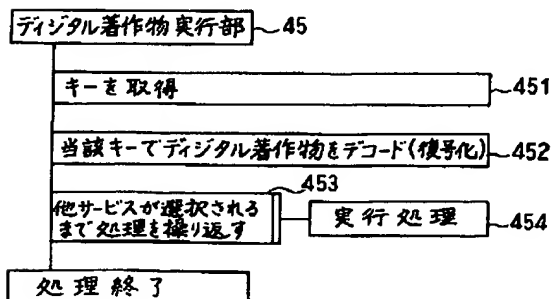 ディジタル著作物実行部 45
キーを取得 451
当該キーでディジタル著作物をデコード(復号化) 452
453
他サービスが選択される
まで処理を繰り返す
実行処理 454
処理終了